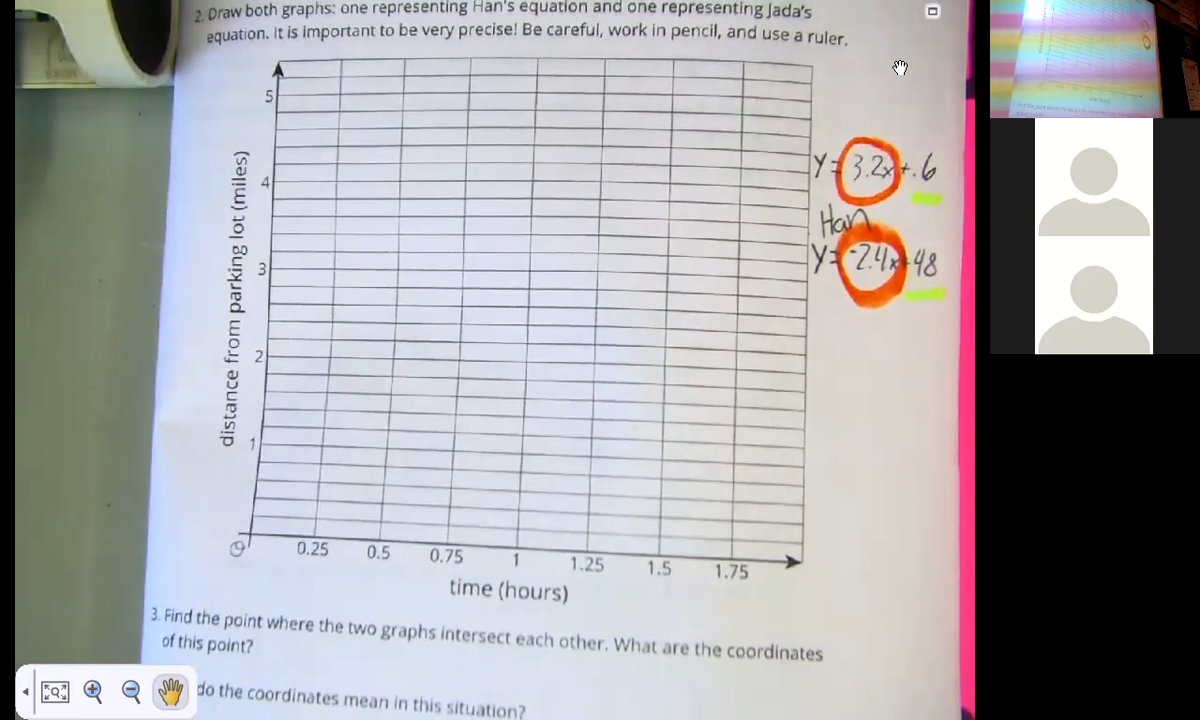 2. Draw both graphs: one representing Han's equation and one representing Jada's
equation. It is important to be very precise! Be careful, work in pencil, and use a ruler.
distance from parking lot (miles)
5
4
3
2
1
0
0.25 0.5 0.75 1 1.25 1.5 1.75
time (hours)
y=3.2x+.6
Han
y=-2.4x+48
3. Find the point where the two graphs intersect each other. What are the coordinates
of this point?
do the coordinates mean in this situation?